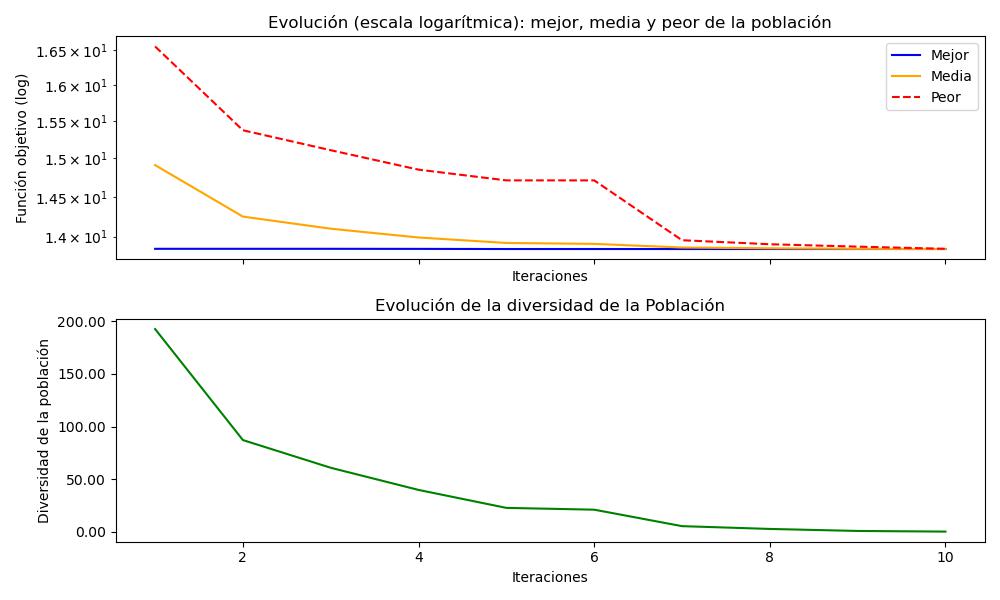 Evolución (escala logarítmica): mejor, media y peor de la población
Función objetivo (log)
1.65 × 10¹
1.6 × 10¹
1.55 × 10¹
1.5 × 10¹
1.45 × 10¹
1.4 × 10¹
Mejor
Media
Peor
Iteraciones
Evolución de la diversidad de la Población
Diversidad de la población
200.00
150.00
100.00
50.00
0.00
2 4 6 8 10
Iteraciones